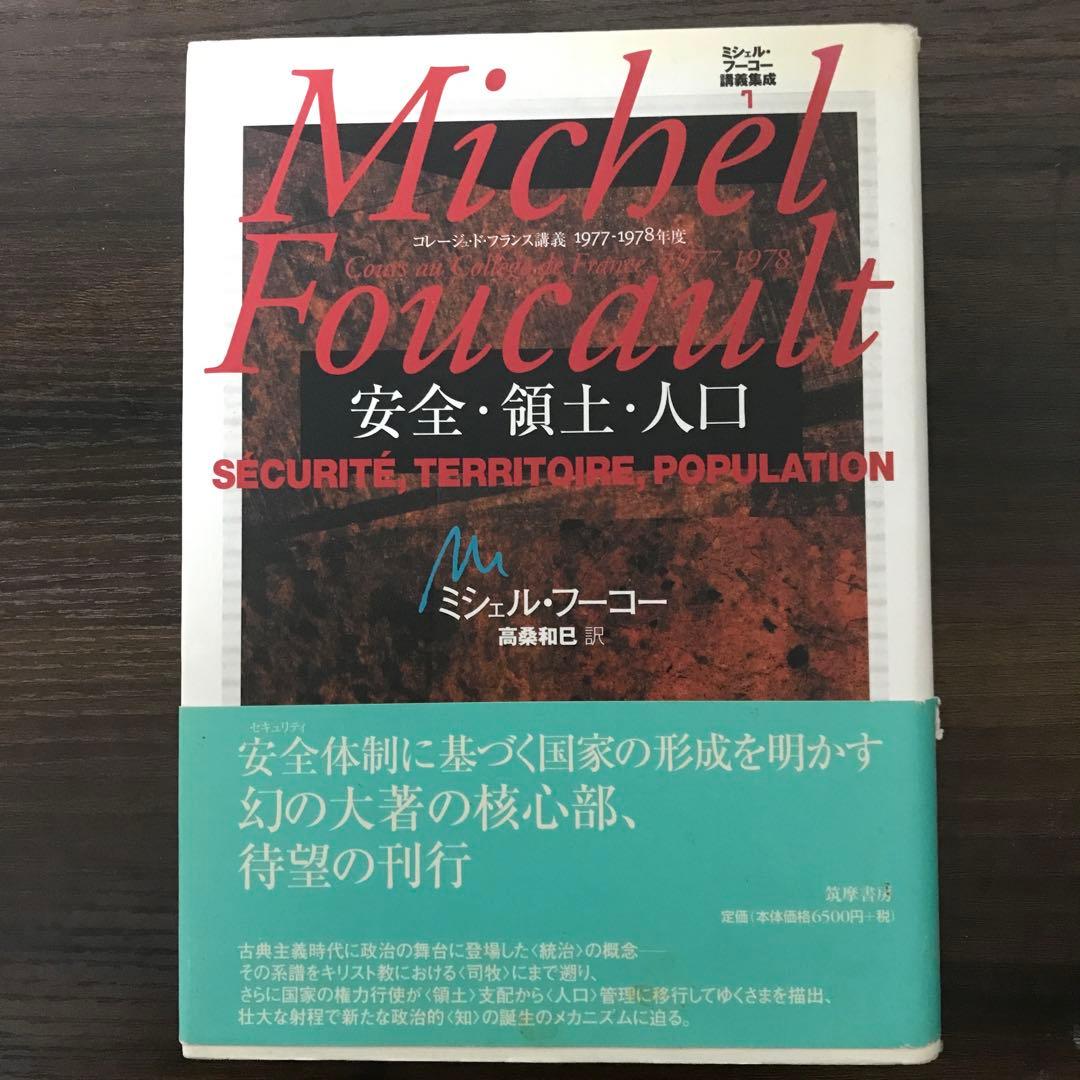 ミシェル・
フーコー
講義集成
7
Michel
コレージュ・ド・フランス講義 1977-1978年度
Cours au Collège de France, 1977-1978
Foucault
安全・領土・人口
SÉCURITÉ, TERRITOIRE, POPULATION
ミシェル・フーコー
高桑和巳 訳
セキュリティ
安全体制に基づく国家の形成を明かす
幻の大著の核心部、
待望の刊行
筑摩書房
定価(本体価格6500円+税)
古典主義時代に政治の舞台に登場した〈統治〉の概念──
その系譜をキリスト教における〈司牧〉にまで遡り、
さらに国家の権力行使が〈領土〉支配から〈人口〉管理に移行してゆくさまを描出、
壮大な射程で新たな政治的〈知〉の誕生のメカニズムに迫る。